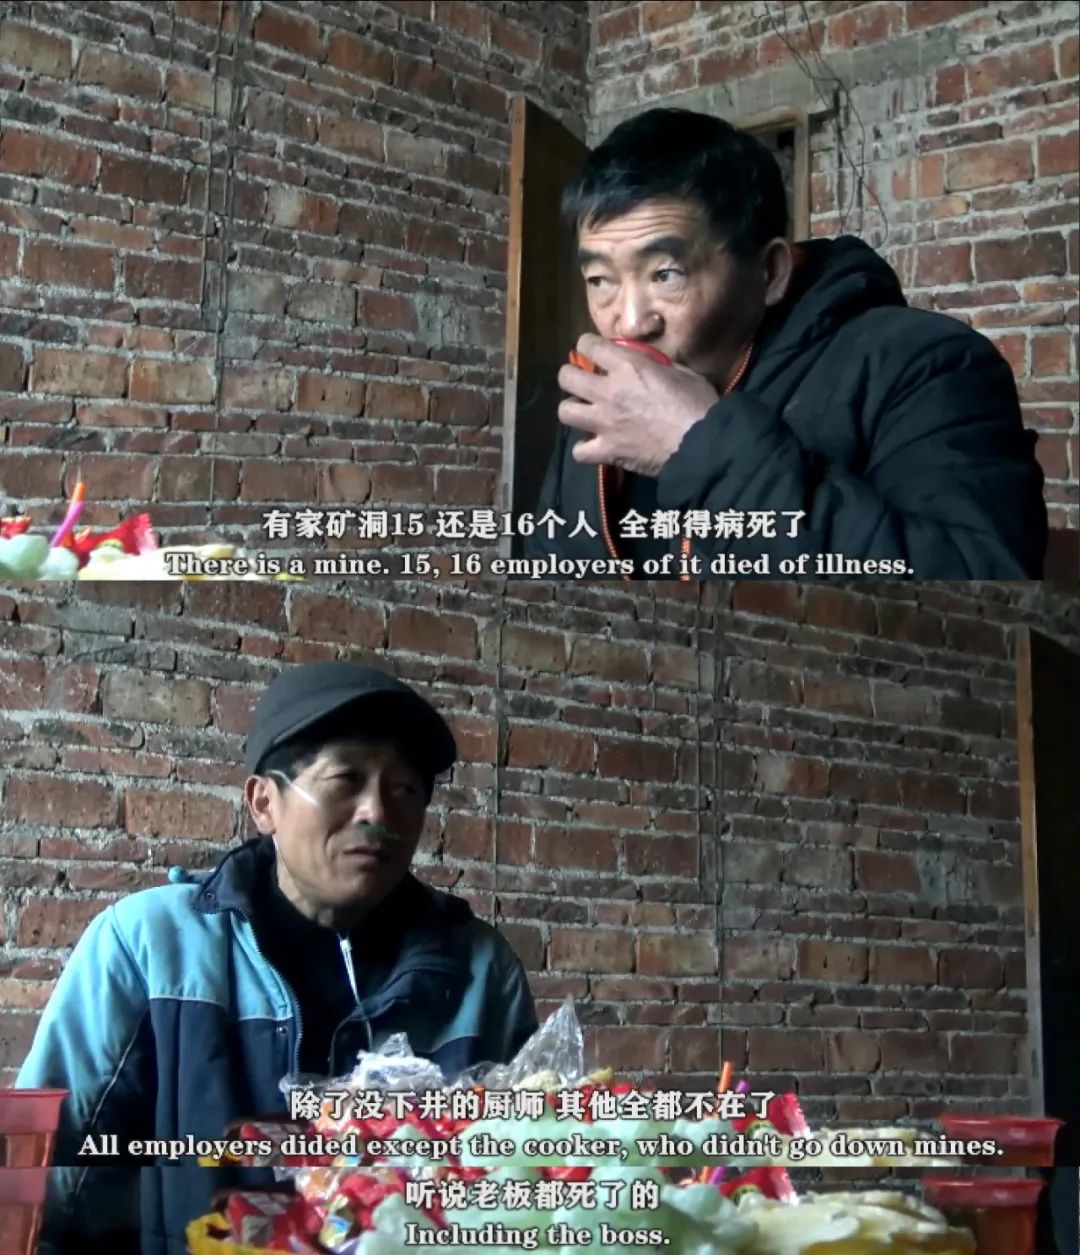 有家矿洞15 还是16个人 全都得病死了
There is a mine. 15, 16 employers of it died of illness.
除了没下井的厨师 其他全都不在了
All employers dided except the cooker, who didn't go down mines.
听说老板都死了的
Including the boss.